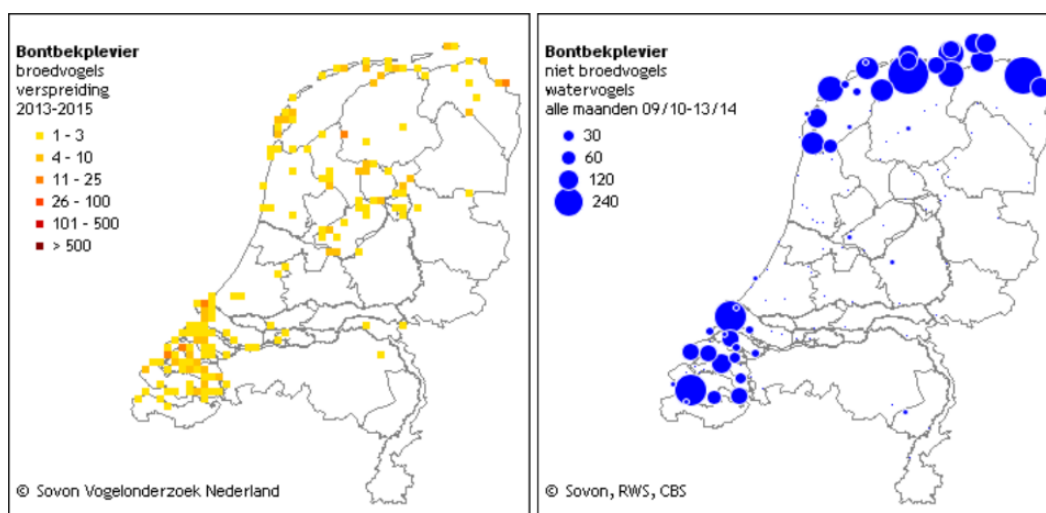 Bontbekplevier
broedvogels
verspreiding
2013-2015
1 - 3
4 - 10
11 - 25
26 - 100
101 - 500
> 500
© Sovon Vogelonderzoek Nederland
Bontbekplevier
niet broedvogels
watervogels
alle maanden 09/10-13/14
30
60
120
240
© Sovon, RWS, CBS